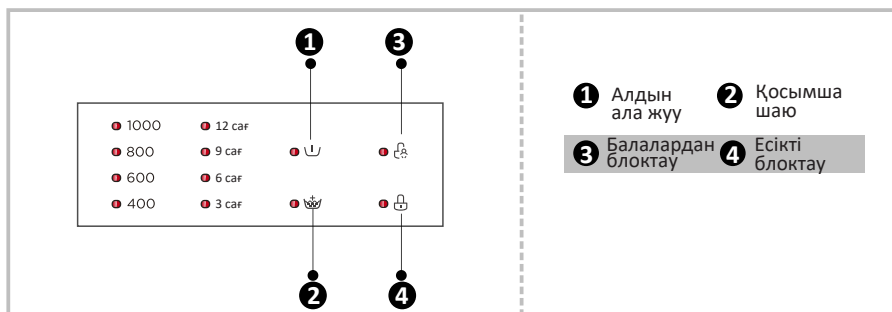 1 3
1000 12 сағ
800 9 сағ
600 6 сағ
400 3 сағ
2 4
1 Алдын
ала жуу
2 Қосымша
шаю
3 Балалардан
блоктау
4 Есікті
блоктау